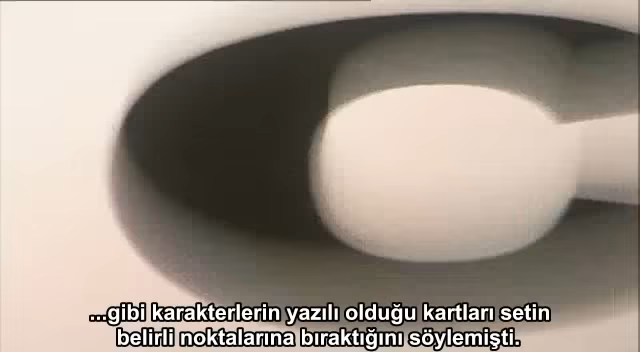 ...gibi karakterlerin yazılı olduğu kartları setin
belirli noktalarına bıraktığını söylemişti.